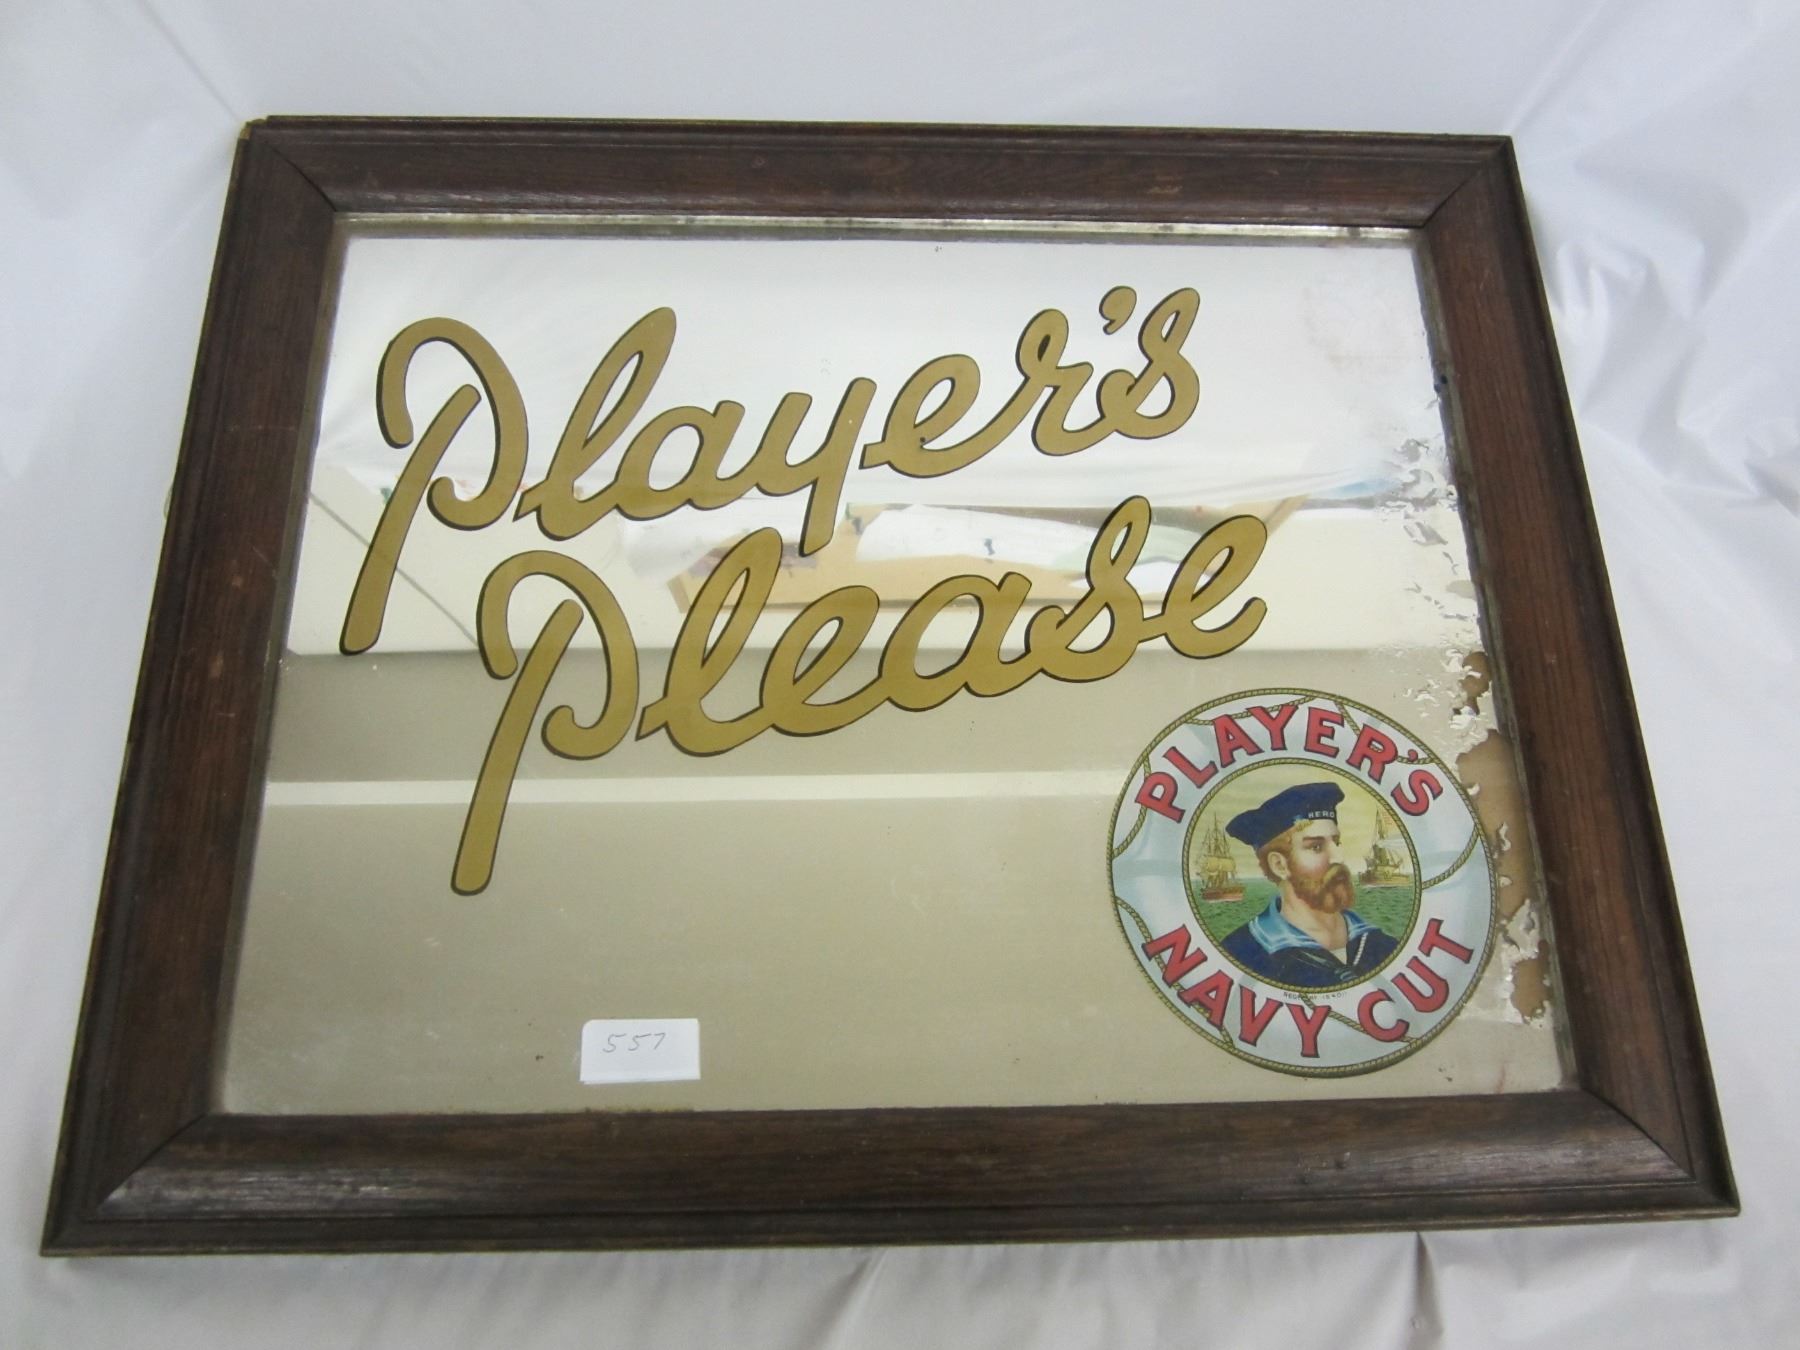 Player's
Please
PLAYER'S
HERO
NAVY CUT
557